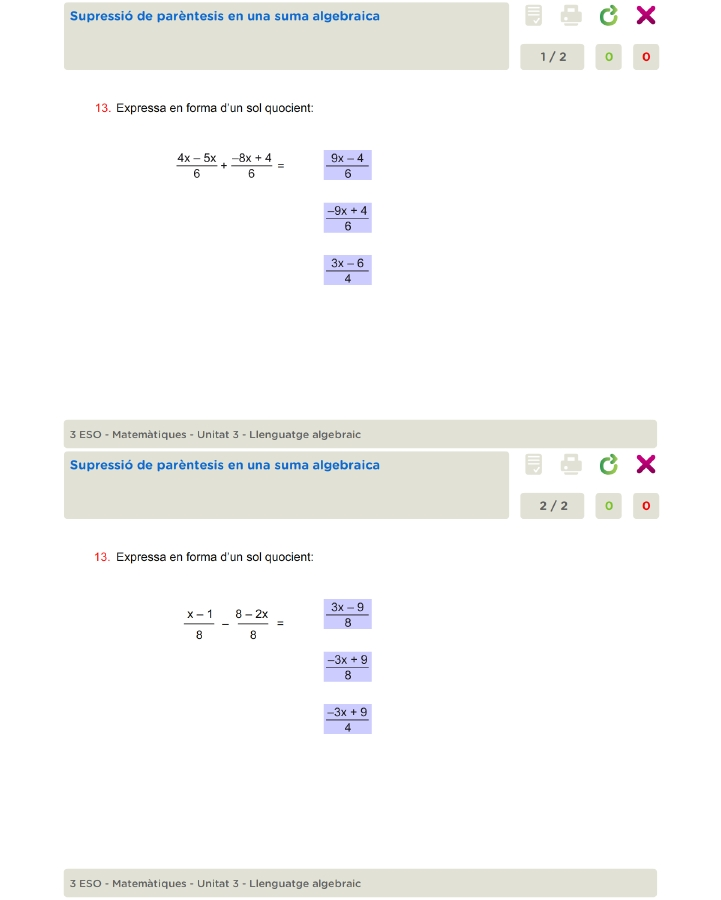 Supressió de parèntesis en una suma algebraica
1 / 2 0 0
13. Expressa en forma d'un sol quocient:
(4x – 5x)/6 + (–8x + 4)/6 = (9x – 4)/6
(–9x + 4)/6
(3x – 6)/4
3 ESO - Matemàtiques - Unitat 3 - Llenguatge algebraic
Supressió de parèntesis en una suma algebraica
2 / 2 0 0
13. Expressa en forma d'un sol quocient:
(x – 1)/8 – (8 – 2x)/8 = (3x – 9)/8
(–3x + 9)/8
(–3x + 9)/4
3 ESO - Matemàtiques - Unitat 3 - Llenguatge algebraic